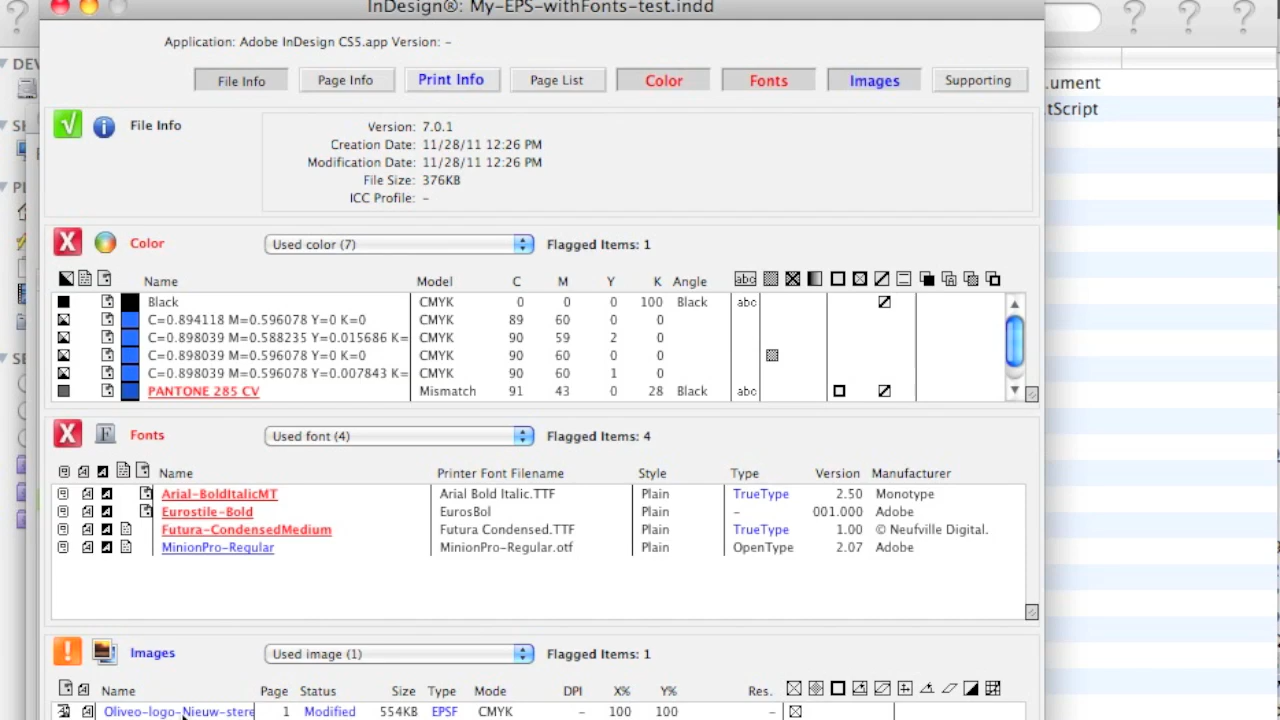 InDesign®: My-EPS-withFonts-test.indd
Application: Adobe InDesign CS5.app Version: –
File Info Page Info Print Info Page List Color Fonts Images Supporting
DEV
.ument
tScript
SH
PL
SE
√ i File Info
Version: 7.0.1
Creation Date: 11/28/11 12:26 PM
Modification Date: 11/28/11 12:26 PM
File Size: 376KB
ICC Profile: –
X Color Used color (7) Flagged Items: 1
Name Model C M Y K Angle abc
Black CMYK 0 0 0 100 Black abc
C=0.894118 M=0.596078 Y=0 K=0 CMYK 89 60 0 0
C=0.898039 M=0.588235 Y=0.015686 K= CMYK 90 59 2 0
C=0.898039 M=0.596078 Y=0 K=0 CMYK 90 60 0 0
C=0.898039 M=0.596078 Y=0.007843 K= CMYK 90 60 1 0
PANTONE 285 CV Mismatch 91 43 0 28 Black abc
X F Fonts Used font (4) Flagged Items: 4
Name Printer Font Filename Style Type Version Manufacturer
Arial-BoldItalicMT Arial Bold Italic.TTF Plain TrueType 2.50 Monotype
Eurostile-Bold EurosBol Plain – 001.000 Adobe
Futura-CondensedMedium Futura Condensed.TTF Plain TrueType 1.00 © Neufville Digital.
MinionPro-Regular MinionPro-Regular.otf Plain OpenType 2.07 Adobe
! Images Used image (1) Flagged Items: 1
Name Page Status Size Type Mode DPI X% Y% Res.
Oliveo-logo-Nieuw-stere 1 Modified 554KB EPSF CMYK – 100 100 –